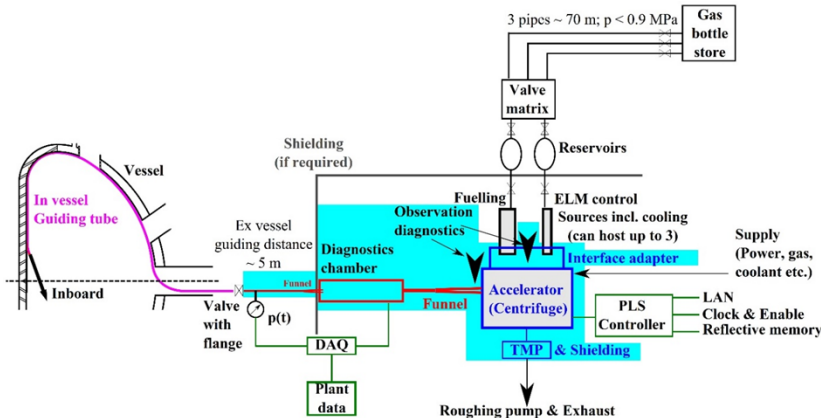 3 pipes ~ 70 m; p < 0.9 MPa
Gas
bottle
store
Valve
matrix
Shielding
(if required)
Reservoirs
Vessel
In vessel
Guiding tube
Fuelling
ELM control
Observation
diagnostics
Sources incl. cooling
(can host up to 3)
Ex vessel
guiding distance
~ 5 m
Diagnostics
chamber
Interface adapter
Supply
(Power, gas,
coolant etc.)
Inboard
Funnel
Funnel
Accelerator
(Centrifuge)
Valve
with
flange
p(t)
PLS
Controller
LAN
Clock & Enable
Reflective memory
DAQ
TMP & Shielding
Plant
data
Roughing pump & Exhaust